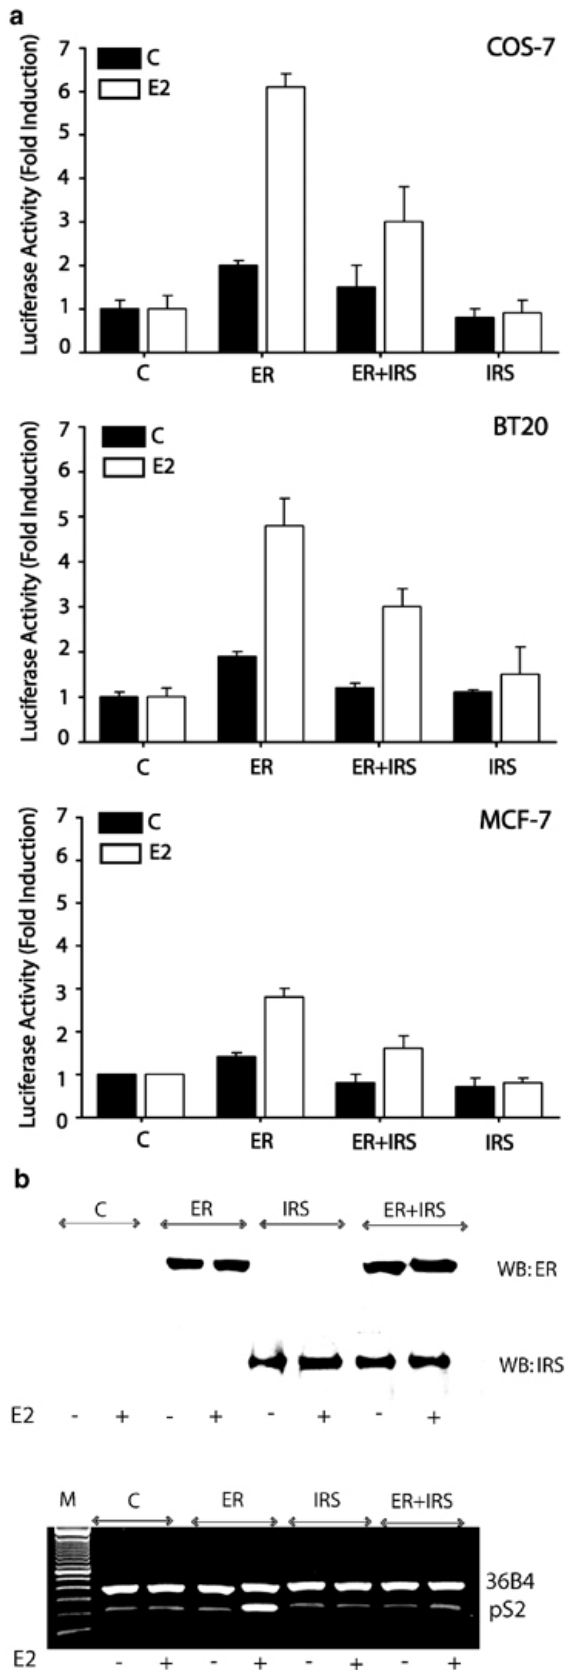 a
COS-7
C
E2
Luciferase Activity (Fold Induction)
7
6
5
4
3
2
1
0
C ER ER+IRS IRS
BT20
C
E2
Luciferase Activity (Fold Induction)
7
6
5
4
3
2
1
0
C ER ER+IRS IRS
MCF-7
C
E2
Luciferase Activity (Fold Induction)
7
6
5
4
3
2
1
0
C ER ER+IRS IRS
b
C ER IRS ER+IRS
WB: ER
WB: IRS
E2 - + - + - + - +
M C ER IRS ER+IRS
36B4
pS2
E2 - + - + - + - +